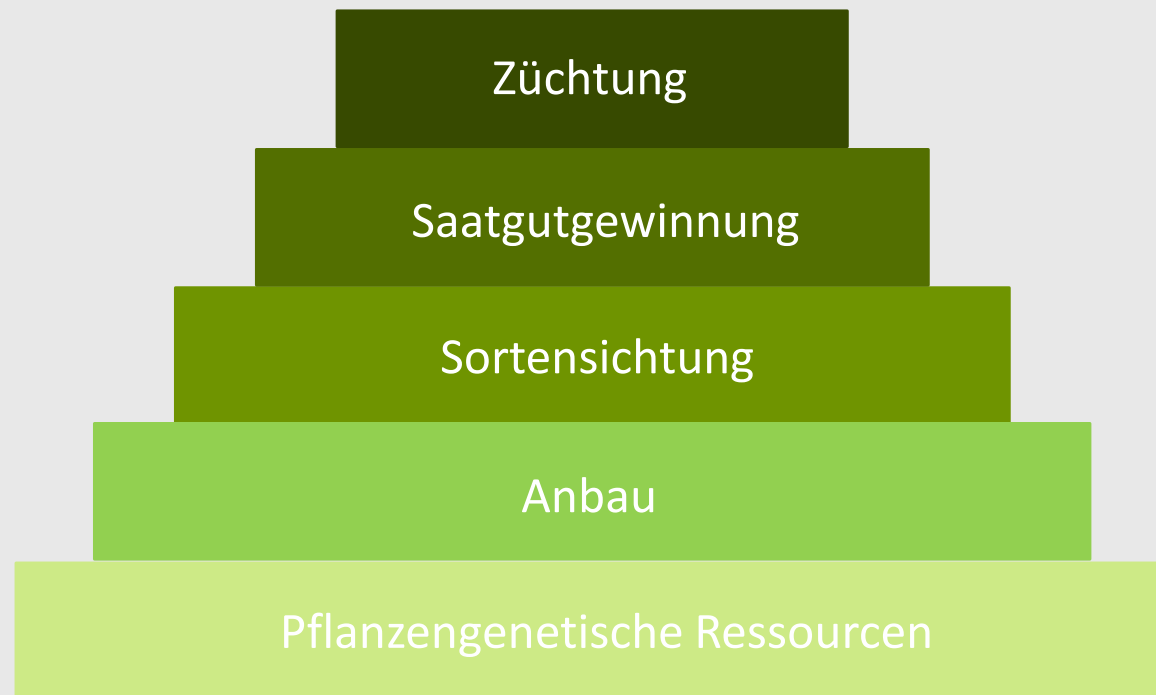 Züchtung
Saatgutgewinnung
Sortensichtung
Anbau
Pflanzengenetische Ressourcen